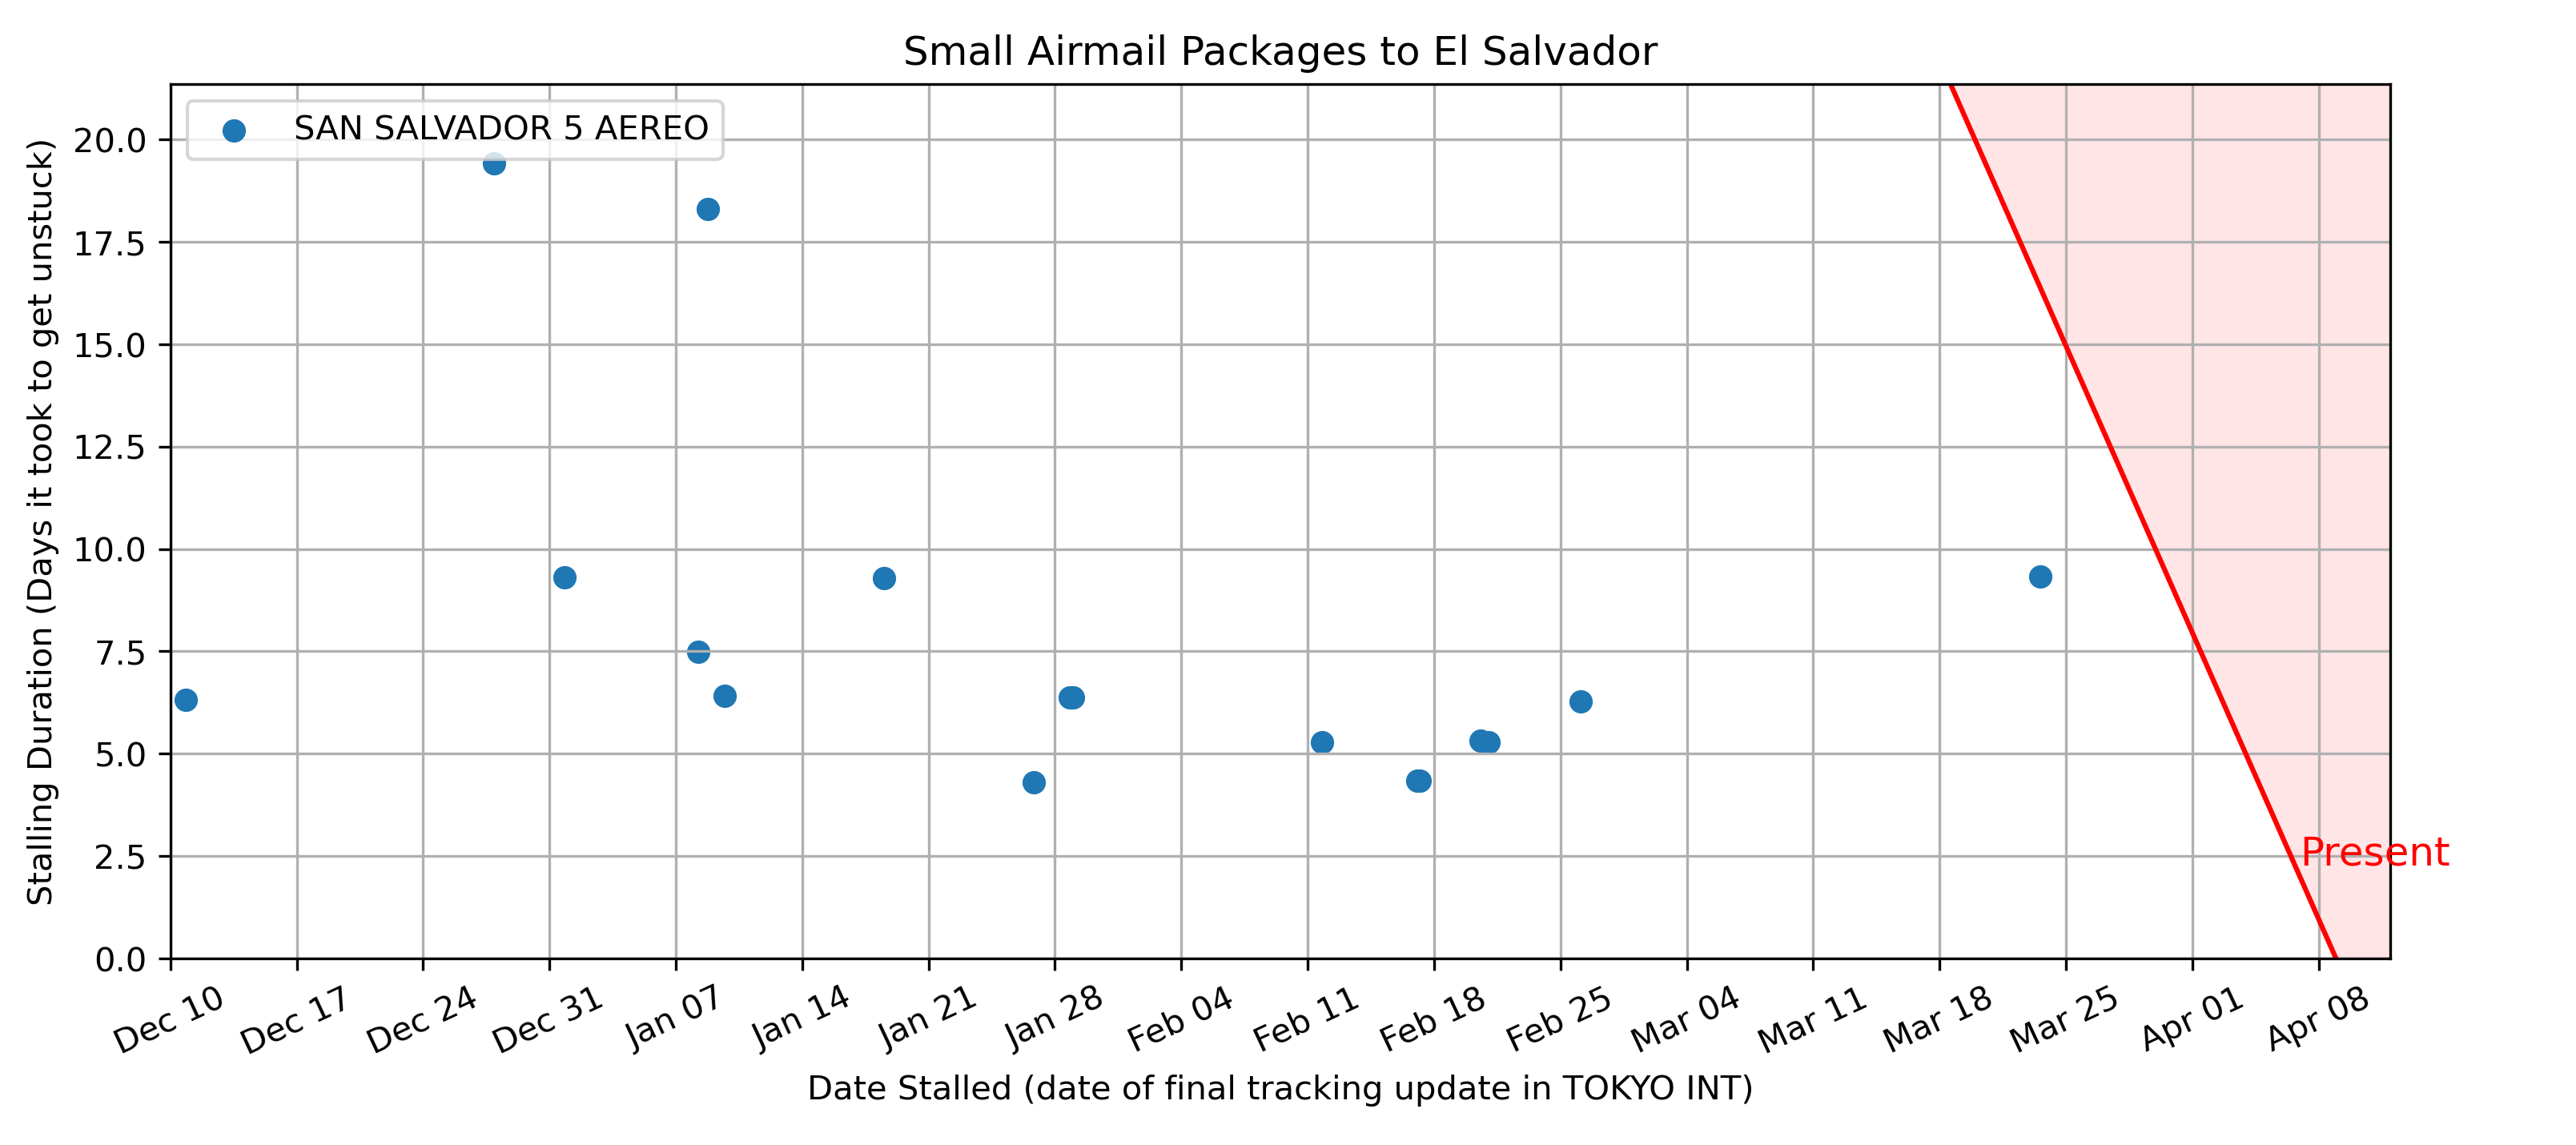 Small Airmail Packages to El Salvador
SAN SALVADOR 5 AEREO
Stalling Duration (Days it took to get unstuck)
20.0
17.5
15.0
12.5
10.0
7.5
5.0
2.5
0.0
Present
Dec 10
Dec 17
Dec 24
Dec 31
Jan 07
Jan 14
Jan 21
Jan 28
Feb 04
Feb 11
Feb 18
Feb 25
Mar 04
Mar 11
Mar 18
Mar 25
Apr 01
Apr 08
Date Stalled (date of final tracking update in TOKYO INT)